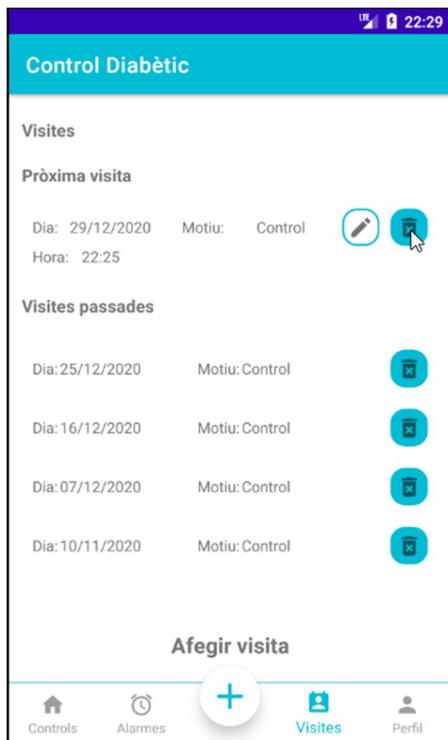 LTE 22:29
Control Diabètic
Visites
Pròxima visita
Dia: 29/12/2020 Motiu: Control
Hora: 22:25
Visites passades
Dia: 25/12/2020 Motiu: Control
Dia: 16/12/2020 Motiu: Control
Dia: 07/12/2020 Motiu: Control
Dia: 10/11/2020 Motiu: Control
Afegir visita
Controls Alarmes Visites Perfil